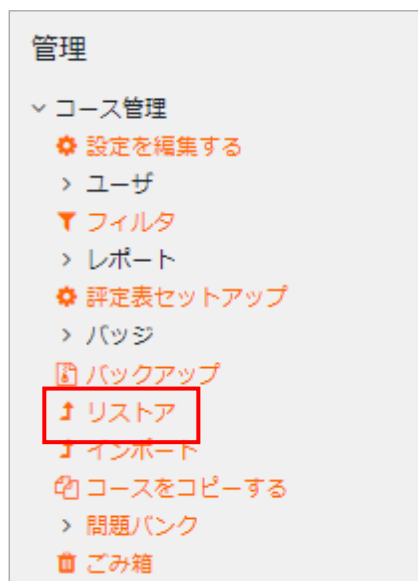 管理
コース管理
設定を編集する
ユーザ
フィルタ
レポート
評定表セットアップ
バッジ
バックアップ
リストア
インポート
コースをコピーする
問題バンク
ごみ箱